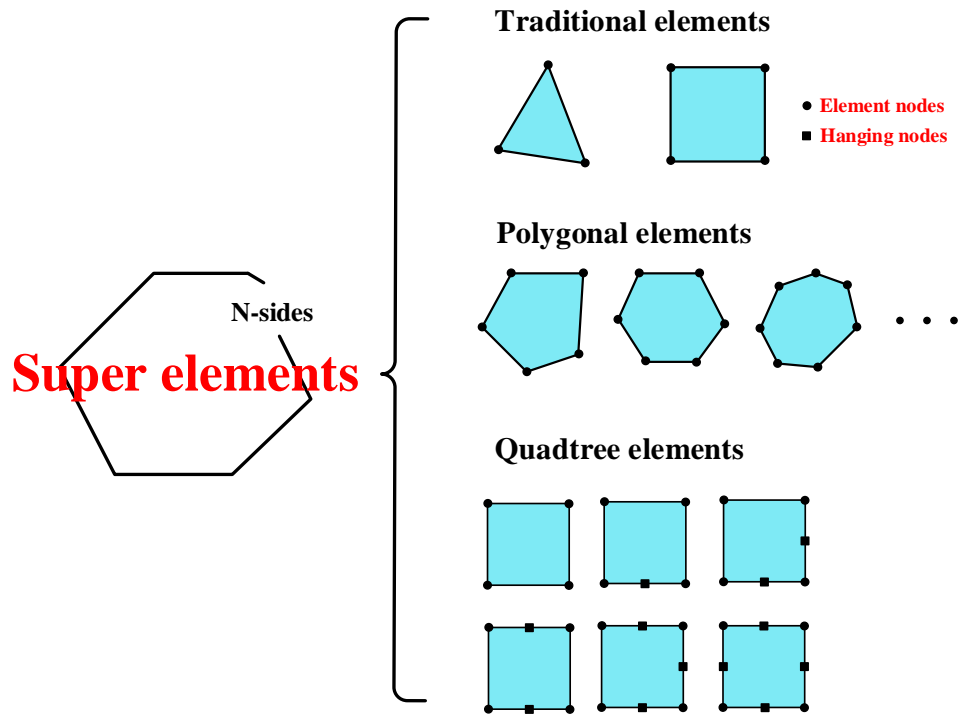 Traditional elements
Element nodes
Hanging nodes
Polygonal elements
N-sides
. . .
Super elements
Quadtree elements